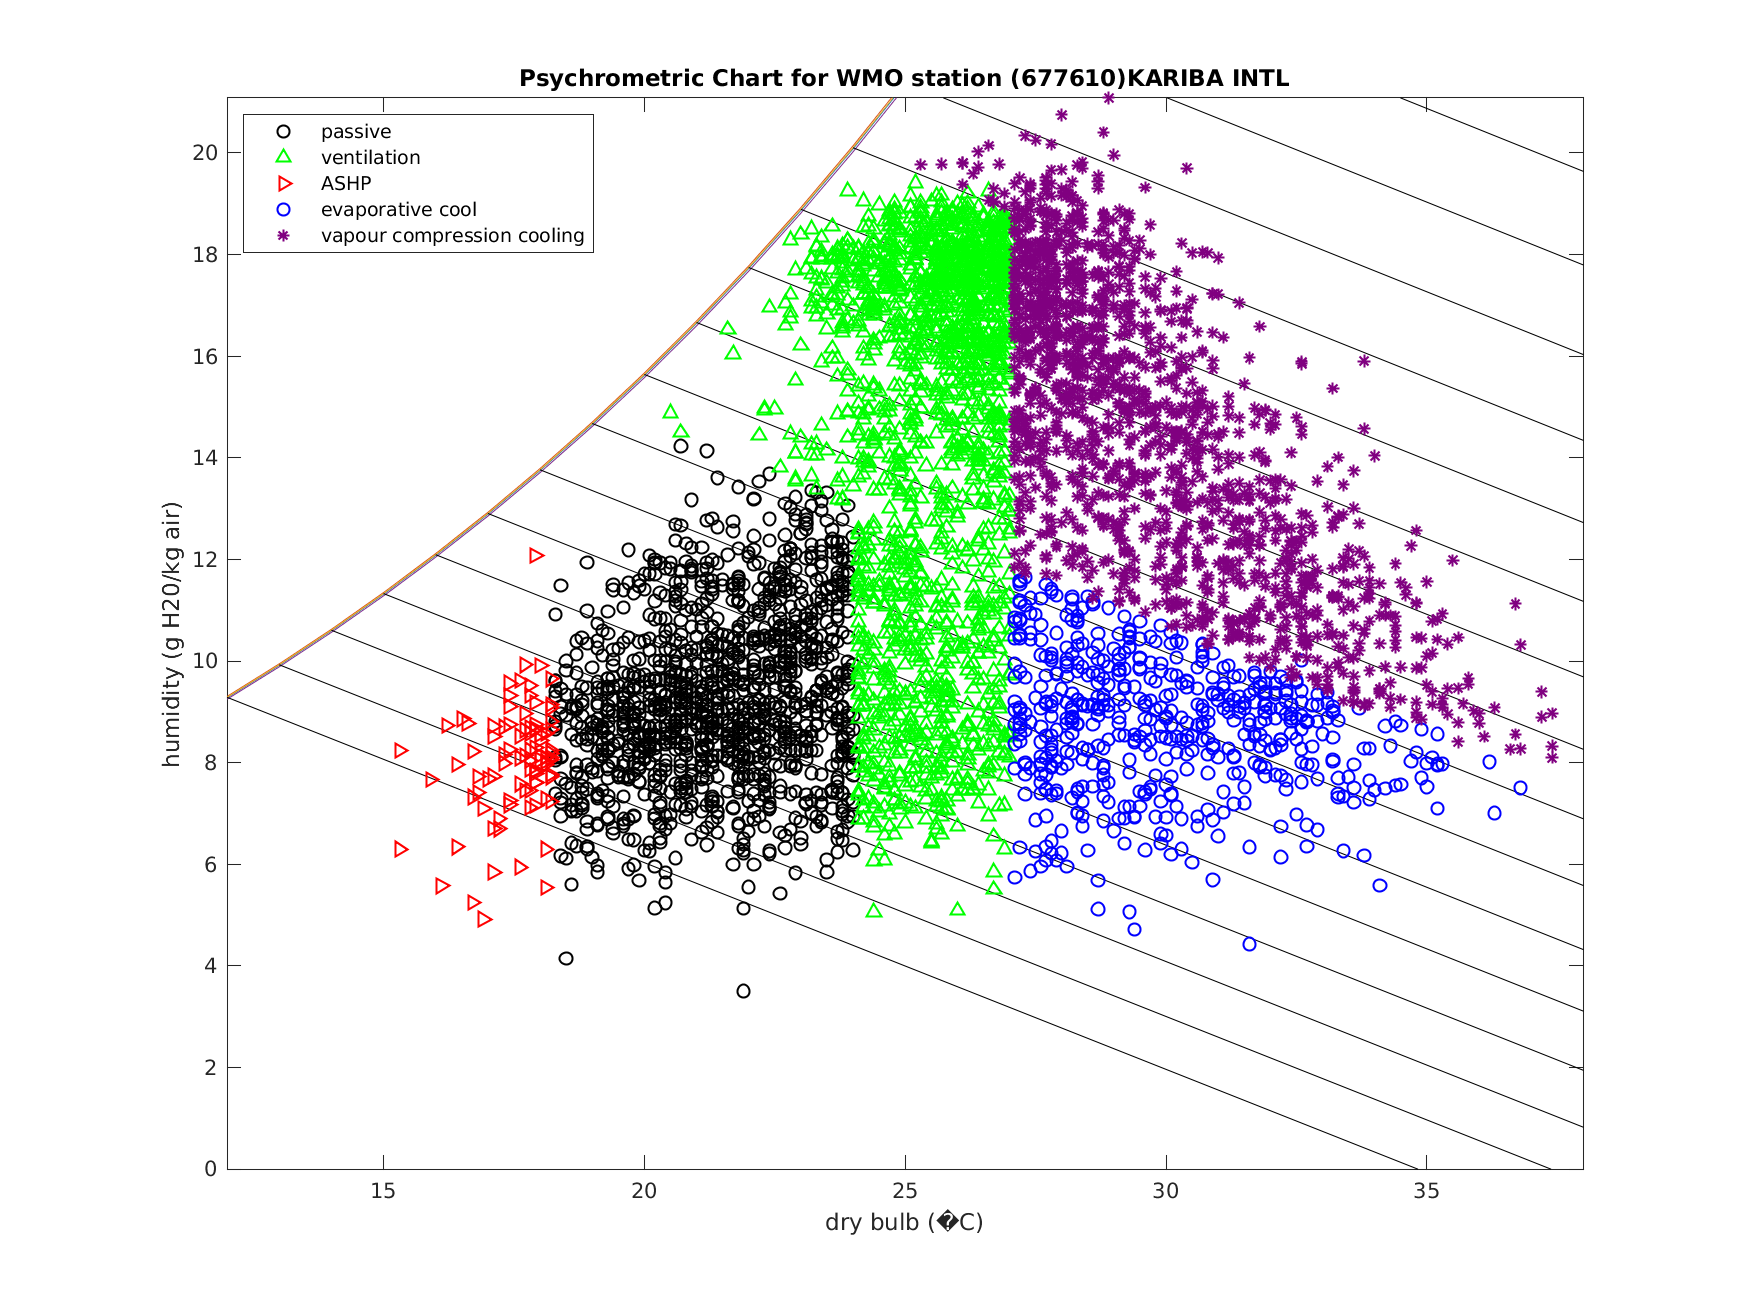 Psychrometric Chart for WMO station (677610)KARIBA INTL
passive
ventilation
ASHP
evaporative cool
vapour compression cooling
humidity (g H20/kg air)
20
18
16
14
12
10
8
6
4
2
0
15
20
25
30
35
dry bulb (�C)